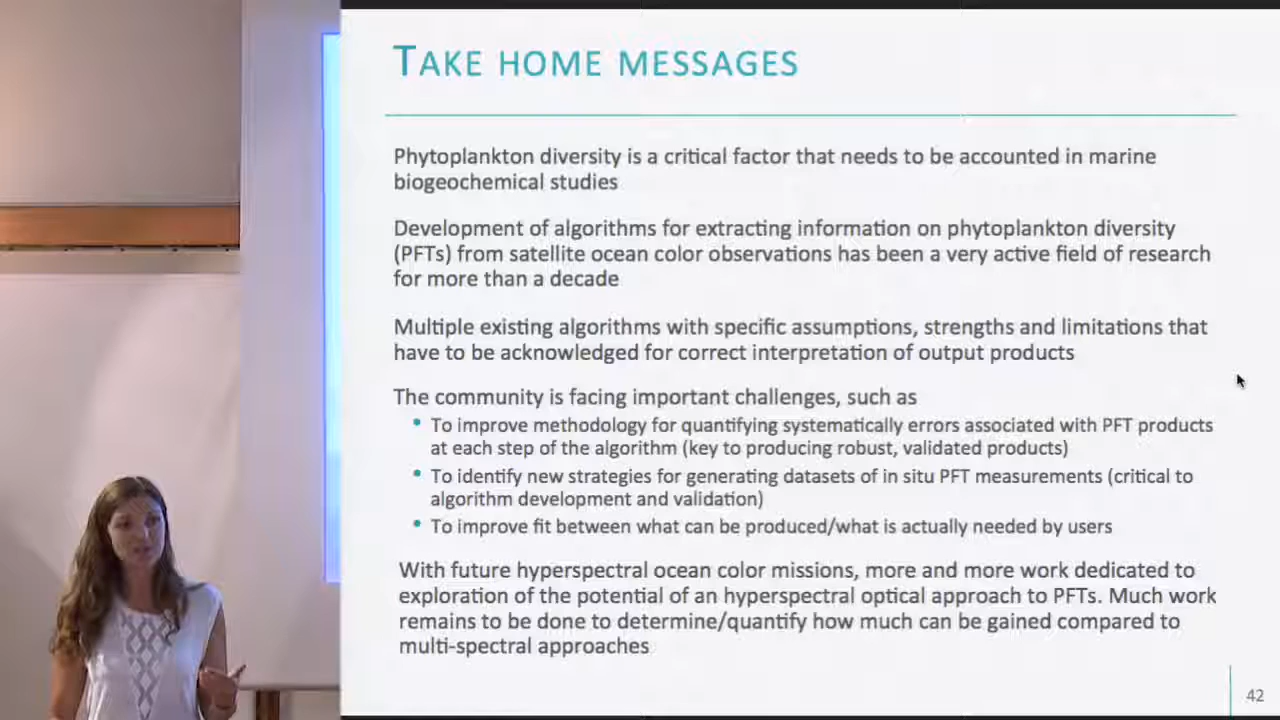 TAKE HOME MESSAGES
Phytoplankton diversity is a critical factor that needs to be accounted in marine
biogeochemical studies
Development of algorithms for extracting information on phytoplankton diversity
(PFTs) from satellite ocean color observations has been a very active field of research
for more than a decade
Multiple existing algorithms with specific assumptions, strengths and limitations that
have to be acknowledged for correct interpretation of output products
The community is facing important challenges, such as
• To improve methodology for quantifying systematically errors associated with PFT products
at each step of the algorithm (key to producing robust, validated products)
• To identify new strategies for generating datasets of in situ PFT measurements (critical to
algorithm development and validation)
• To improve fit between what can be produced/what is actually needed by users
With future hyperspectral ocean color missions, more and more work dedicated to
exploration of the potential of an hyperspectral optical approach to PFTs. Much work
remains to be done to determine/quantify how much can be gained compared to
multi-spectral approaches
42